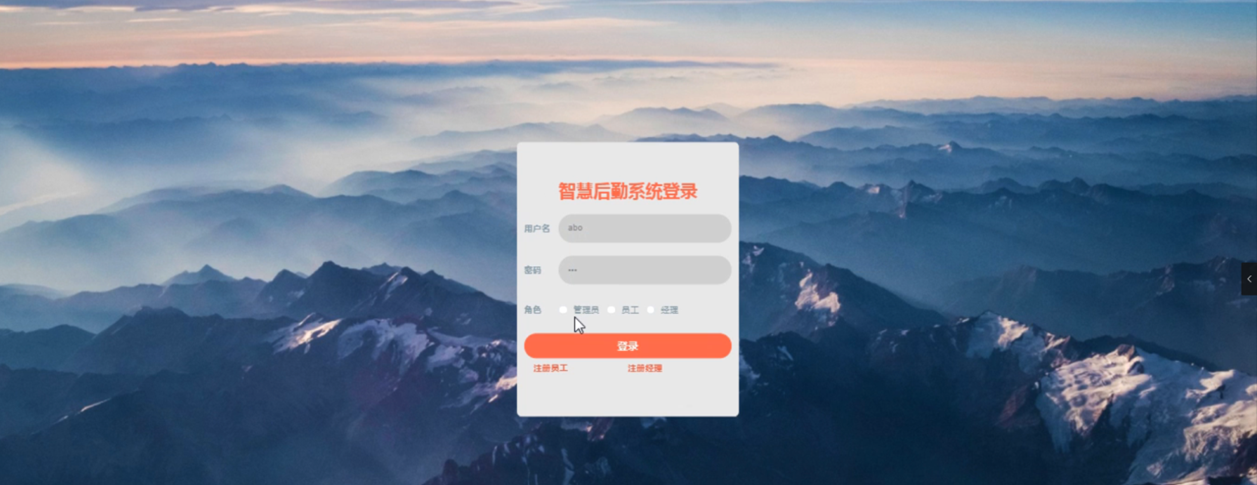 智慧后勤系统登录
用户名 abo
密码 •••
角色 管理员 员工 经理
登录
注册员工 注册经理